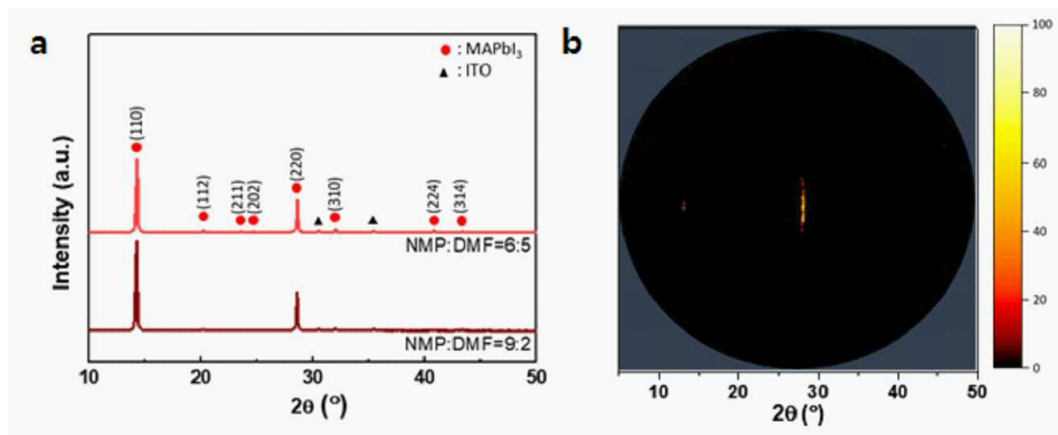 a
: MAPbI₃
: ITO
(110)
(112)
(211)
(202)
(220)
(310)
(224)
(314)
NMP:DMF=6:5
NMP:DMF=9:2
Intensity (a.u.)
10 20 30 40 50
2θ (°)
b
100
80
60
40
20
0
10 20 30 40 50
2θ (°)